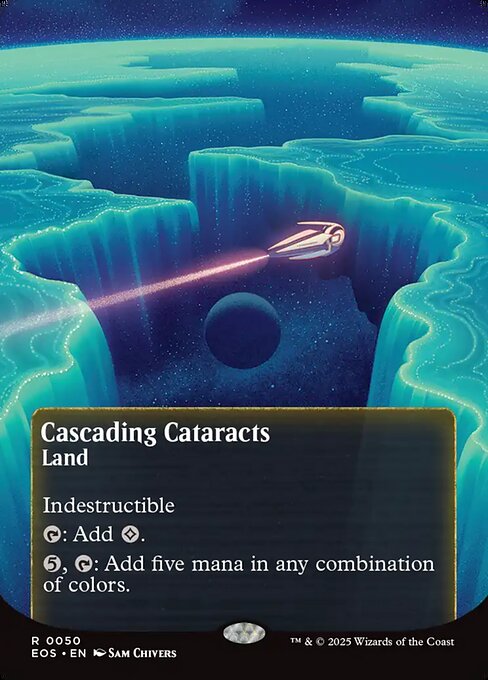 Cascading Cataracts
Land
Indestructible
: Add .
5, : Add five mana in any combination
of colors.
R 0050
EOS • EN Sam Chivers
™ & © 2025 Wizards of the Coast